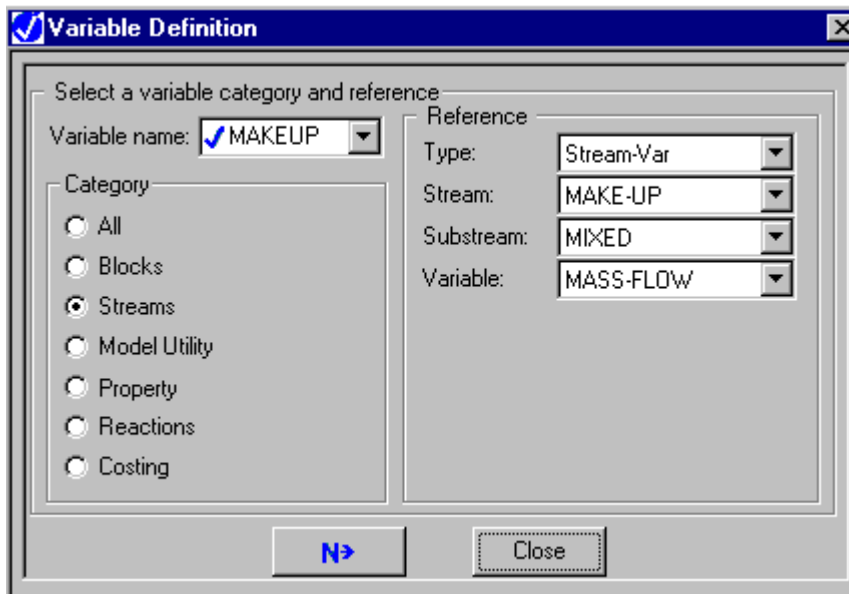 Variable Definition
Select a variable category and reference
Variable name: MAKEUP
Category
All
Blocks
Streams
Model Utility
Property
Reactions
Costing
Reference
Type: Stream-Var
Stream: MAKE-UP
Substream: MIXED
Variable: MASS-FLOW
N
Close